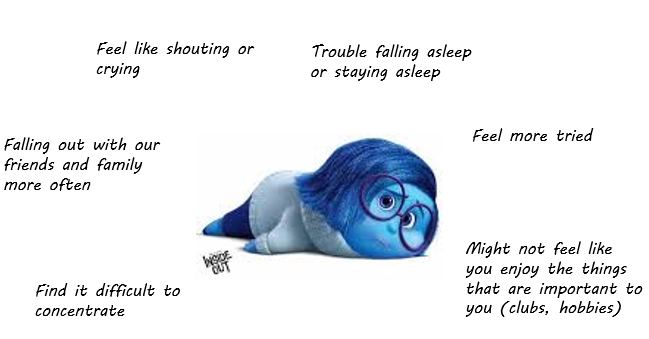 Feel like shouting or
crying
Trouble falling asleep
or staying asleep
Falling out with our
friends and family
more often
Feel more tried
INSIDE
OUT
Might not feel like
you enjoy the things
that are important to
you (clubs, hobbies)
Find it difficult to
concentrate